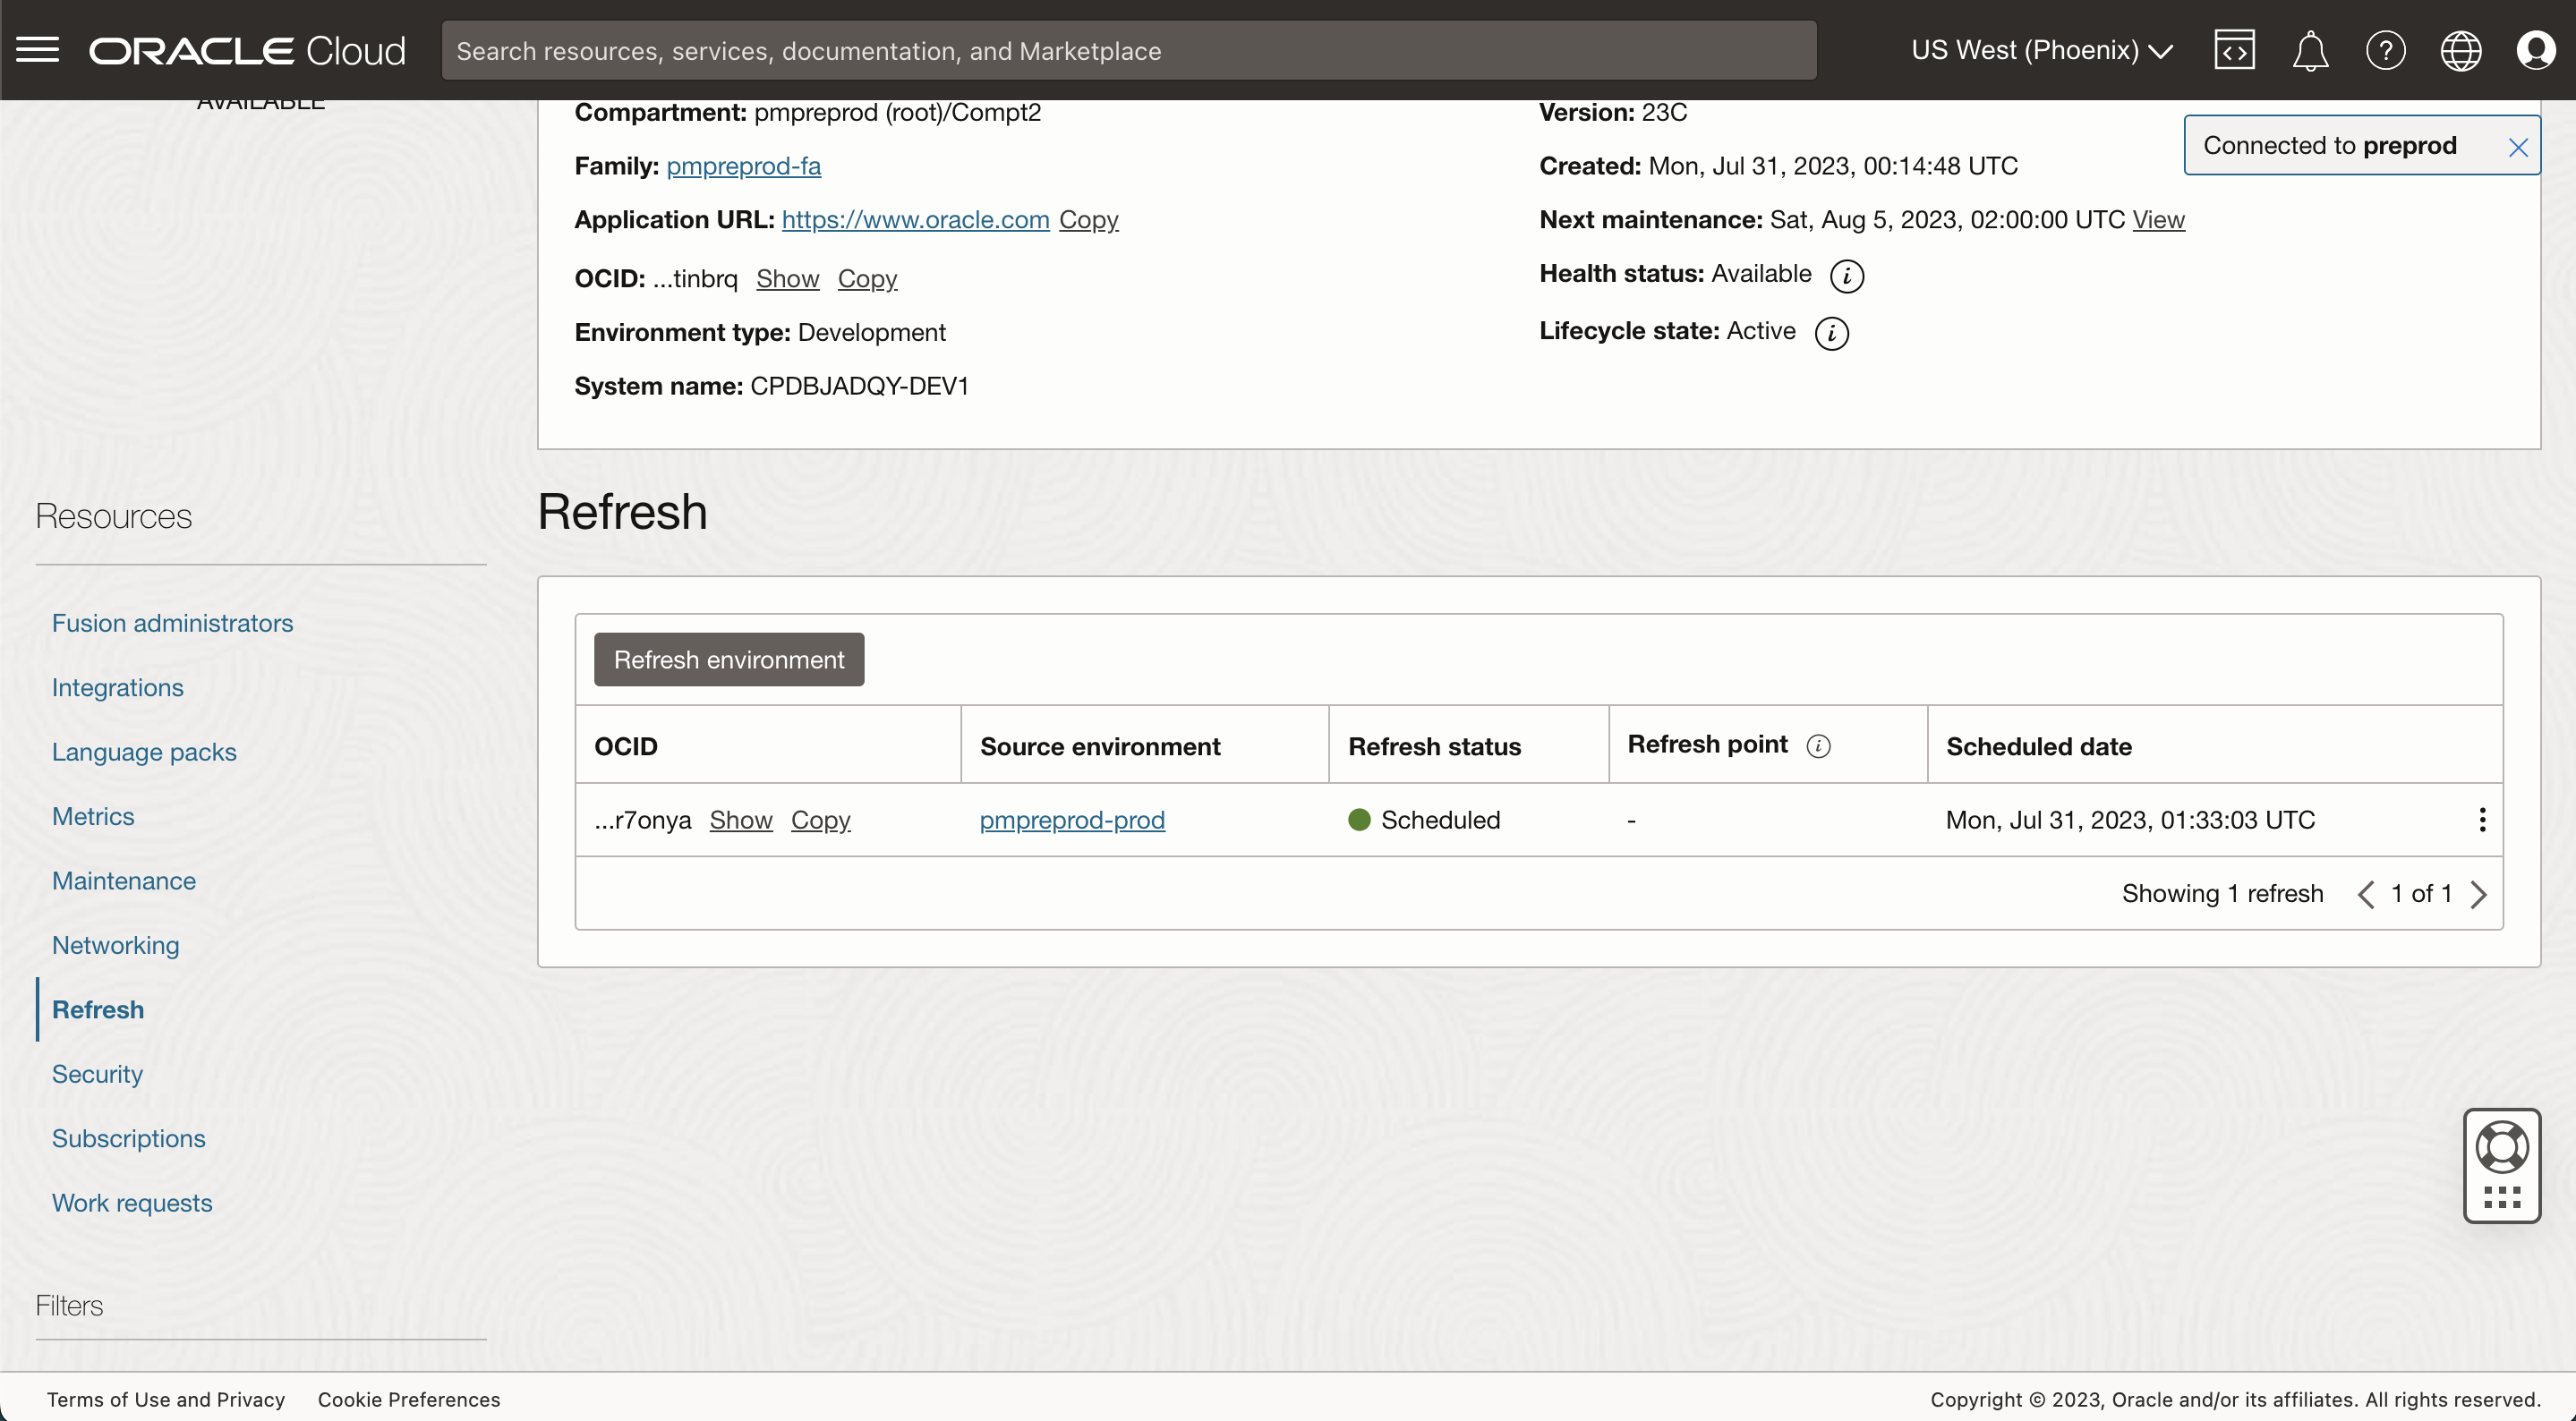 ORACLE Cloud
Search resources, services, documentation, and Marketplace
US West (Phoenix)
AVAILABLE
Compartment: pmpreprod (root)/Compt2
Family: pmpreprod-fa
Application URL: https://www.oracle.com Copy
OCID: ...tinbrq Show Copy
Environment type: Development
System name: CPDBJADQY-DEV1
Version: 23C
Created: Mon, Jul 31, 2023, 00:14:48 UTC
Next maintenance: Sat, Aug 5, 2023, 02:00:00 UTC View
Health status: Available
Lifecycle state: Active
Connected to preprod
Resources
Fusion administrators
Integrations
Language packs
Metrics
Maintenance
Networking
Refresh
Security
Subscriptions
Work requests
Filters
Refresh
Refresh environment
OCID Source environment Refresh status Refresh point Scheduled date
...r7onya Show Copy pmpreprod-prod Scheduled - Mon, Jul 31, 2023, 01:33:03 UTC
Showing 1 refresh 1 of 1
Terms of Use and Privacy Cookie Preferences
Copyright © 2023, Oracle and/or its affiliates. All rights reserved.